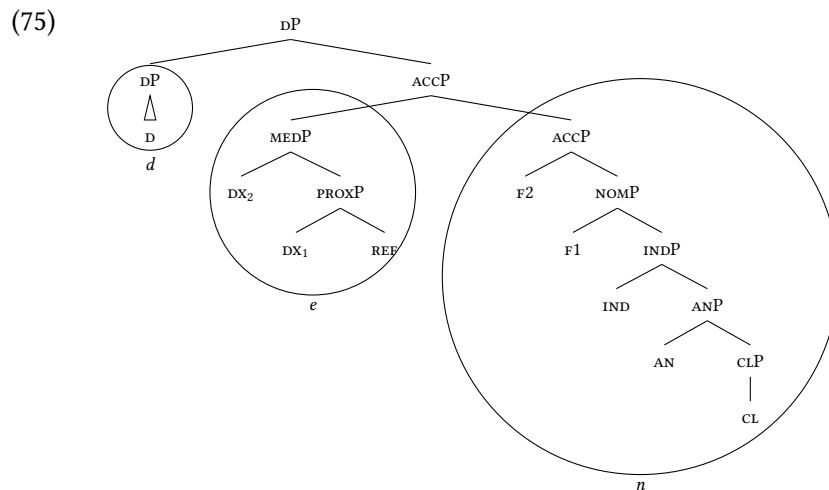 (75)
DP
DP
ACCP
D
d
MEDP
ACCP
DX₂
PROXP
F2
NOMP
DX₁
REF
F1
INDP
e
IND
ANP
AN
CLP
CL
n